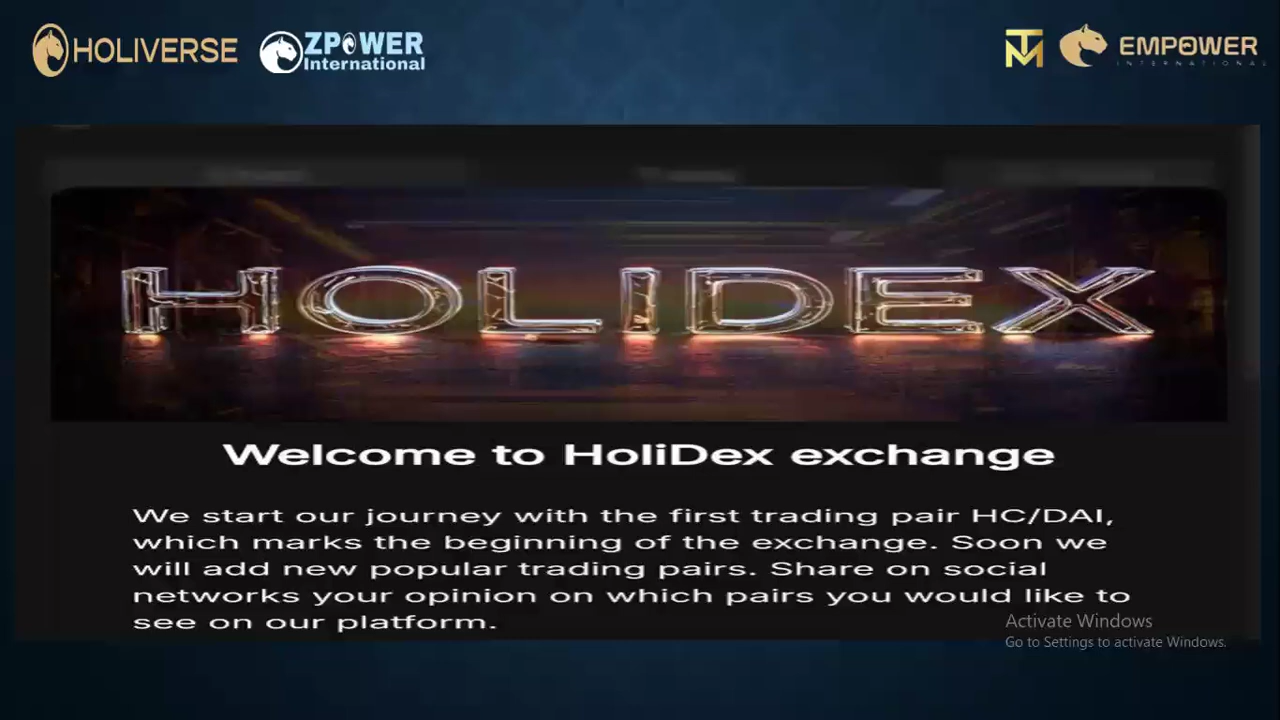 HOLIVERSE
ZPOWER
International
TM
EMPOWER
INTERNATIONAL
HOLIDEX
Welcome to HoliDex exchange
We start our journey with the first trading pair HC/DAI,
which marks the beginning of the exchange. Soon we
will add new popular trading pairs. Share on social
networks your opinion on which pairs you would like to
see on our platform.
Activate Windows
Go to Settings to activate Windows.